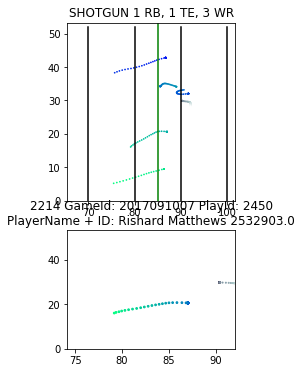 SHOTGUN 1 RB, 1 TE, 3 WR
50
40
30
20
10
0
70 80 90 100
2214 GameId: 2017091007 PlayId: 2450
PlayerName + ID: Rishard Matthews 2532903.0
40
20
0
75 80 85 90